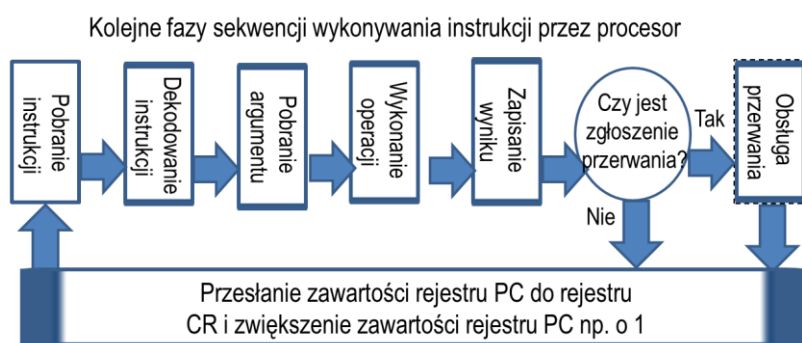 Kolejne fazy sekwencji wykonywania instrukcji przez procesor
Pobranie
instrukcji
Dekodowanie
instrukcji
Pobranie
argumentu
Wykonanie
operacji
Zapisanie
wyniku
Czy jest
zgłoszenie
przerwania?
Tak
Obsługa
przerwania
Nie
Przesłanie zawartości rejestru PC do rejestru
CR i zwiększenie zawartości rejestru PC np. o 1